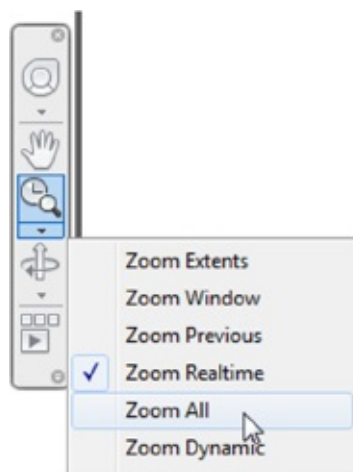 Zoom Extents
Zoom Window
Zoom Previous
Zoom Realtime
Zoom All
Zoom Dynamic